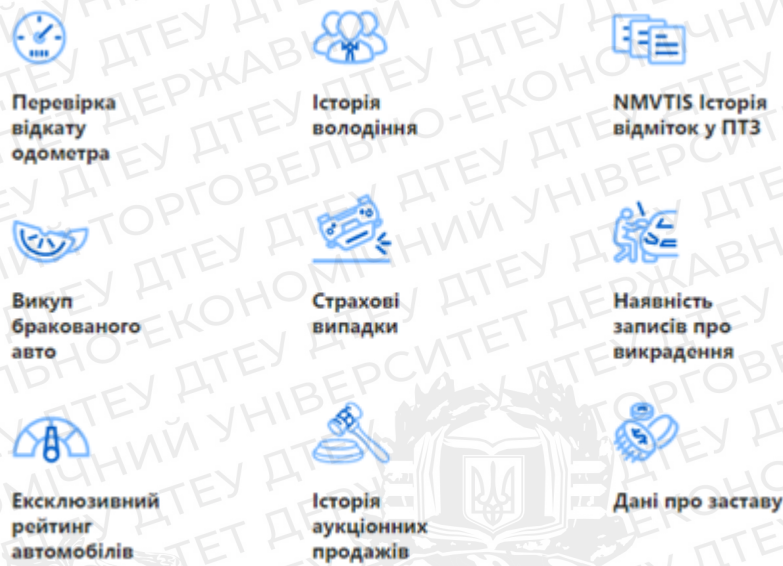 Перевірка
відкату
одометра
Історія
володіння
NMVTIS Історія
відміток у ПТЗ
Викуп
бракованого
авто
Страхові
випадки
Наявність
записів про
викрадення
Ексклюзивний
рейтинг
автомобілів
Історія
аукціонних
продажів
Дані про заставу